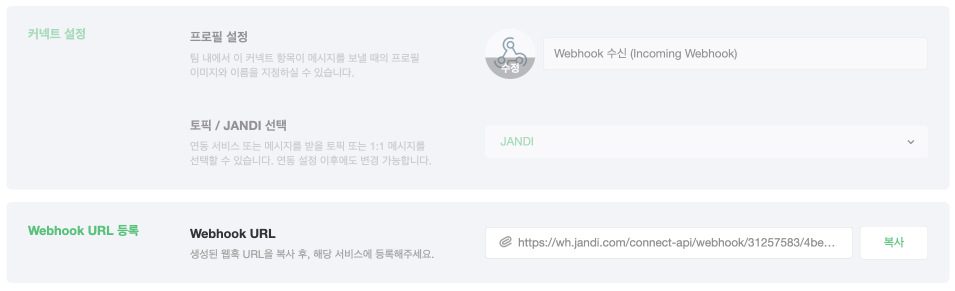 커넥트 설정
프로필 설정
팀 내에서 이 커넥트 항목이 메시지를 보낼 때의 프로필
이미지와 이름을 지정하실 수 있습니다.
수정
Webhook 수신 (Incoming Webhook)
토픽 / JANDI 선택
연동 서비스 또는 메시지를 받을 토픽 또는 1:1 메시지를
선택할 수 있습니다. 연동 설정 이후에도 변경 가능합니다.
JANDI
Webhook URL 등록
Webhook URL
생성된 웹훅 URL을 복사 후, 해당 서비스에 등록해주세요.
https://wh.jandi.com/connect-api/webhook/31257583/4be...
복사